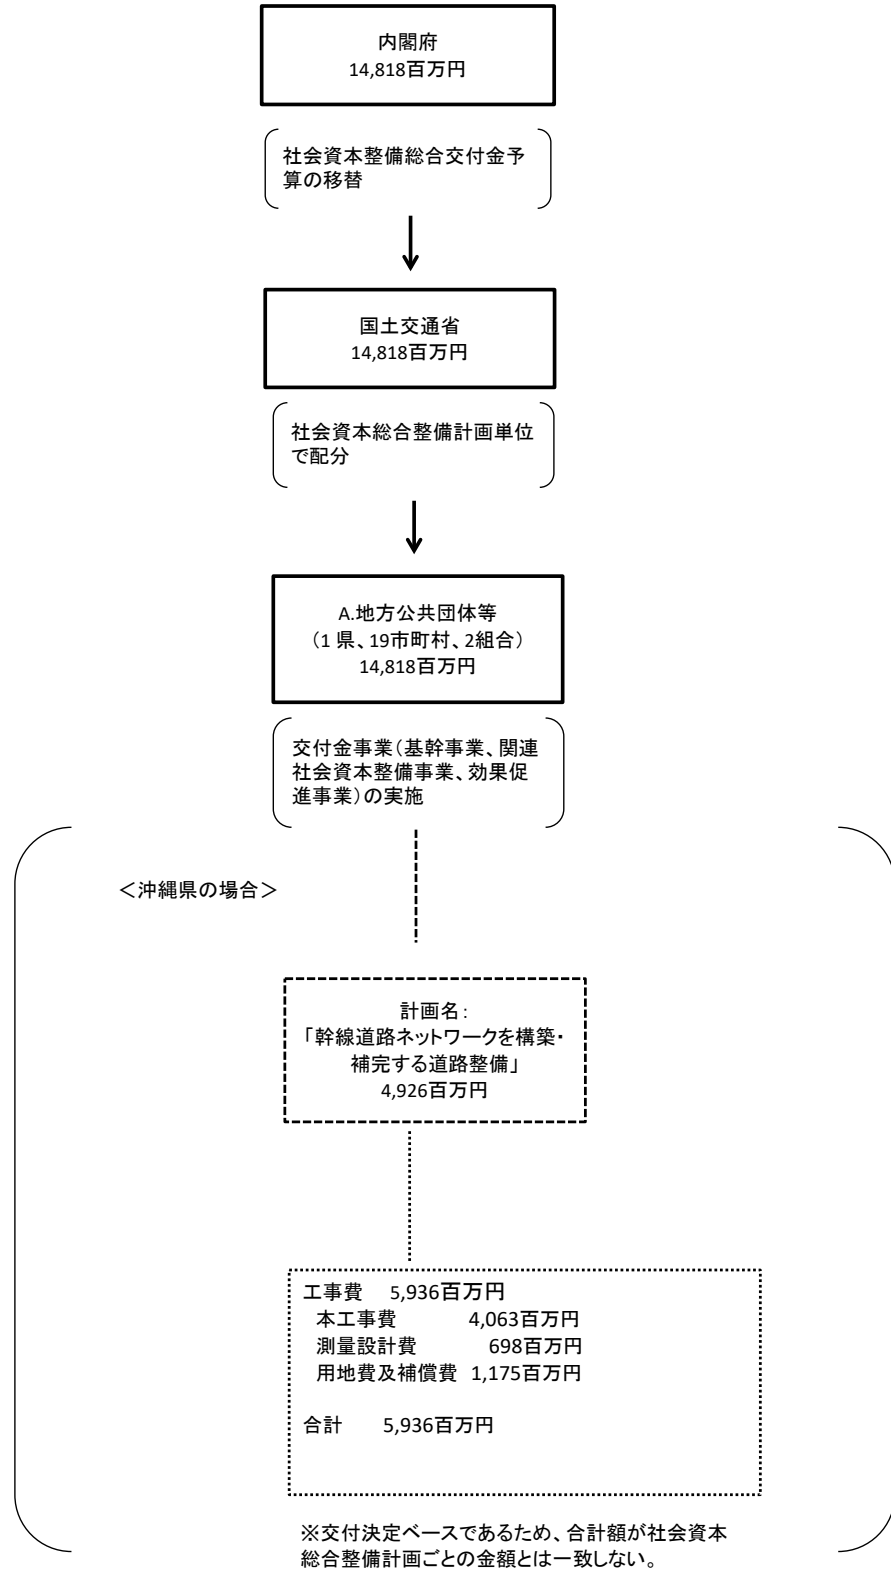 内閣府
14,818百万円
社会資本整備総合交付金予
算の移替
国土交通省
14,818百万円
社会資本総合整備計画単位
で配分
A.地方公共団体等
（1 県、19市町村、2組合）
14,818百万円
交付金事業（基幹事業、関連
社会資本整備事業、効果促
進事業）の実施
＜沖縄県の場合＞
計画名：
「幹線道路ネットワークを構築・
補完する道路整備」
4,926百万円
工事費　5,936百万円
本工事費　4,063百万円
測量設計費　698百万円
用地費及補償費　1,175百万円
合計　5,936百万円
※交付決定ベースであるため、合計額が社会資本
総合整備計画ごとの金額とは一致しない。